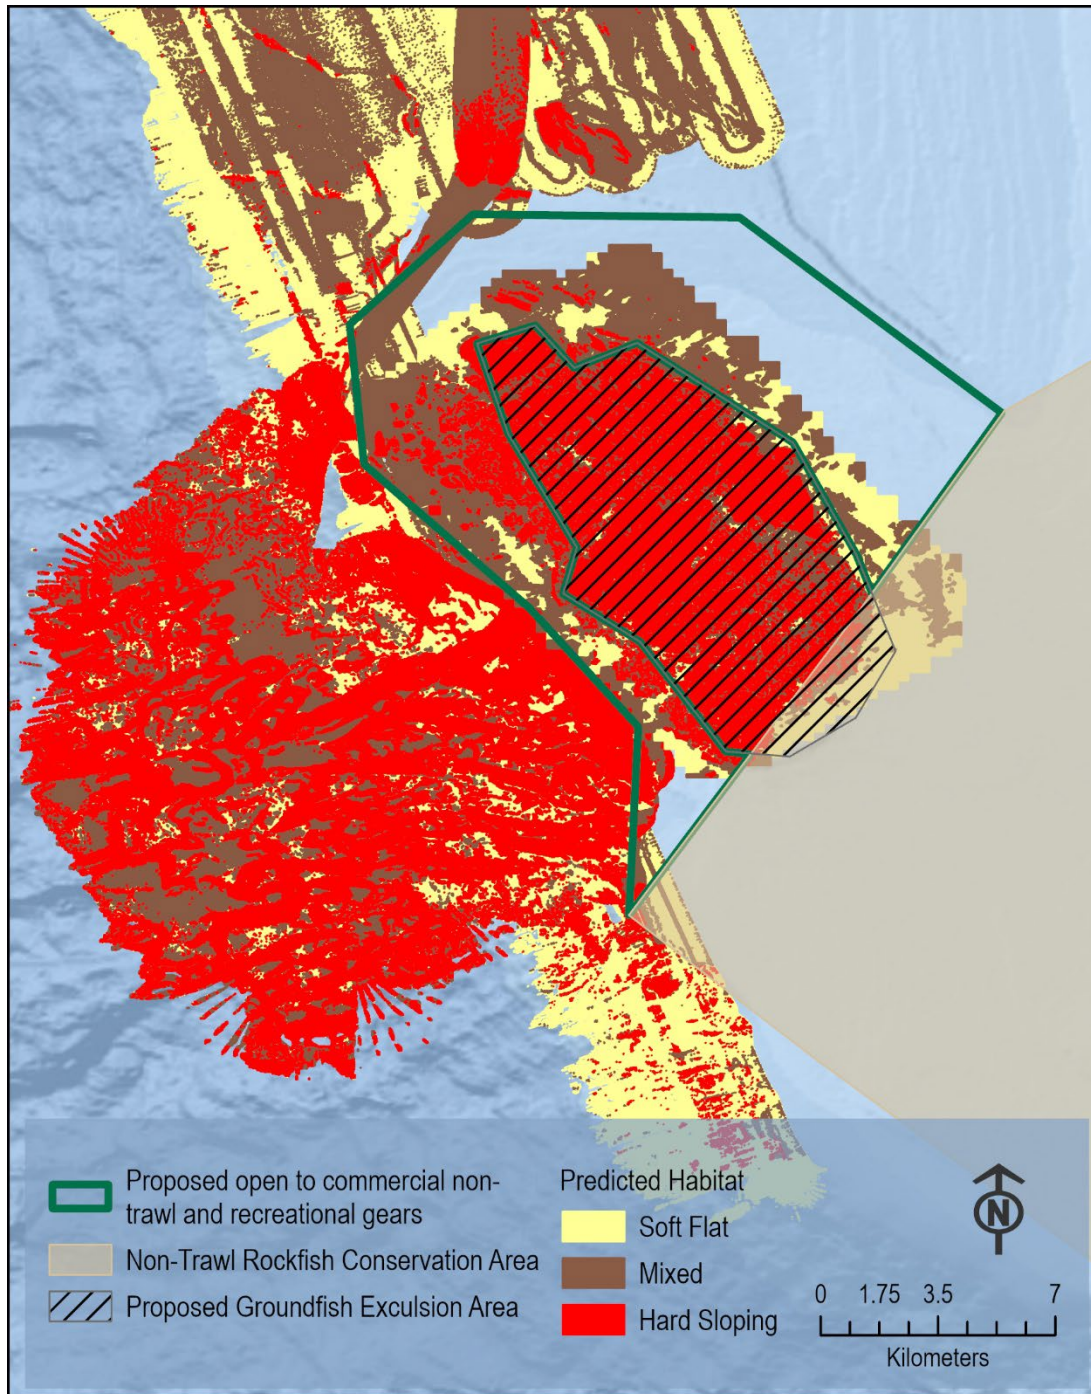 Proposed open to commercial non-
trawl and recreational gears
Non-Trawl Rockfish Conservation Area
Proposed Groundfish Exculsion Area
Predicted Habitat
Soft Flat
Mixed
Hard Sloping
N
0 1.75 3.5 7
Kilometers